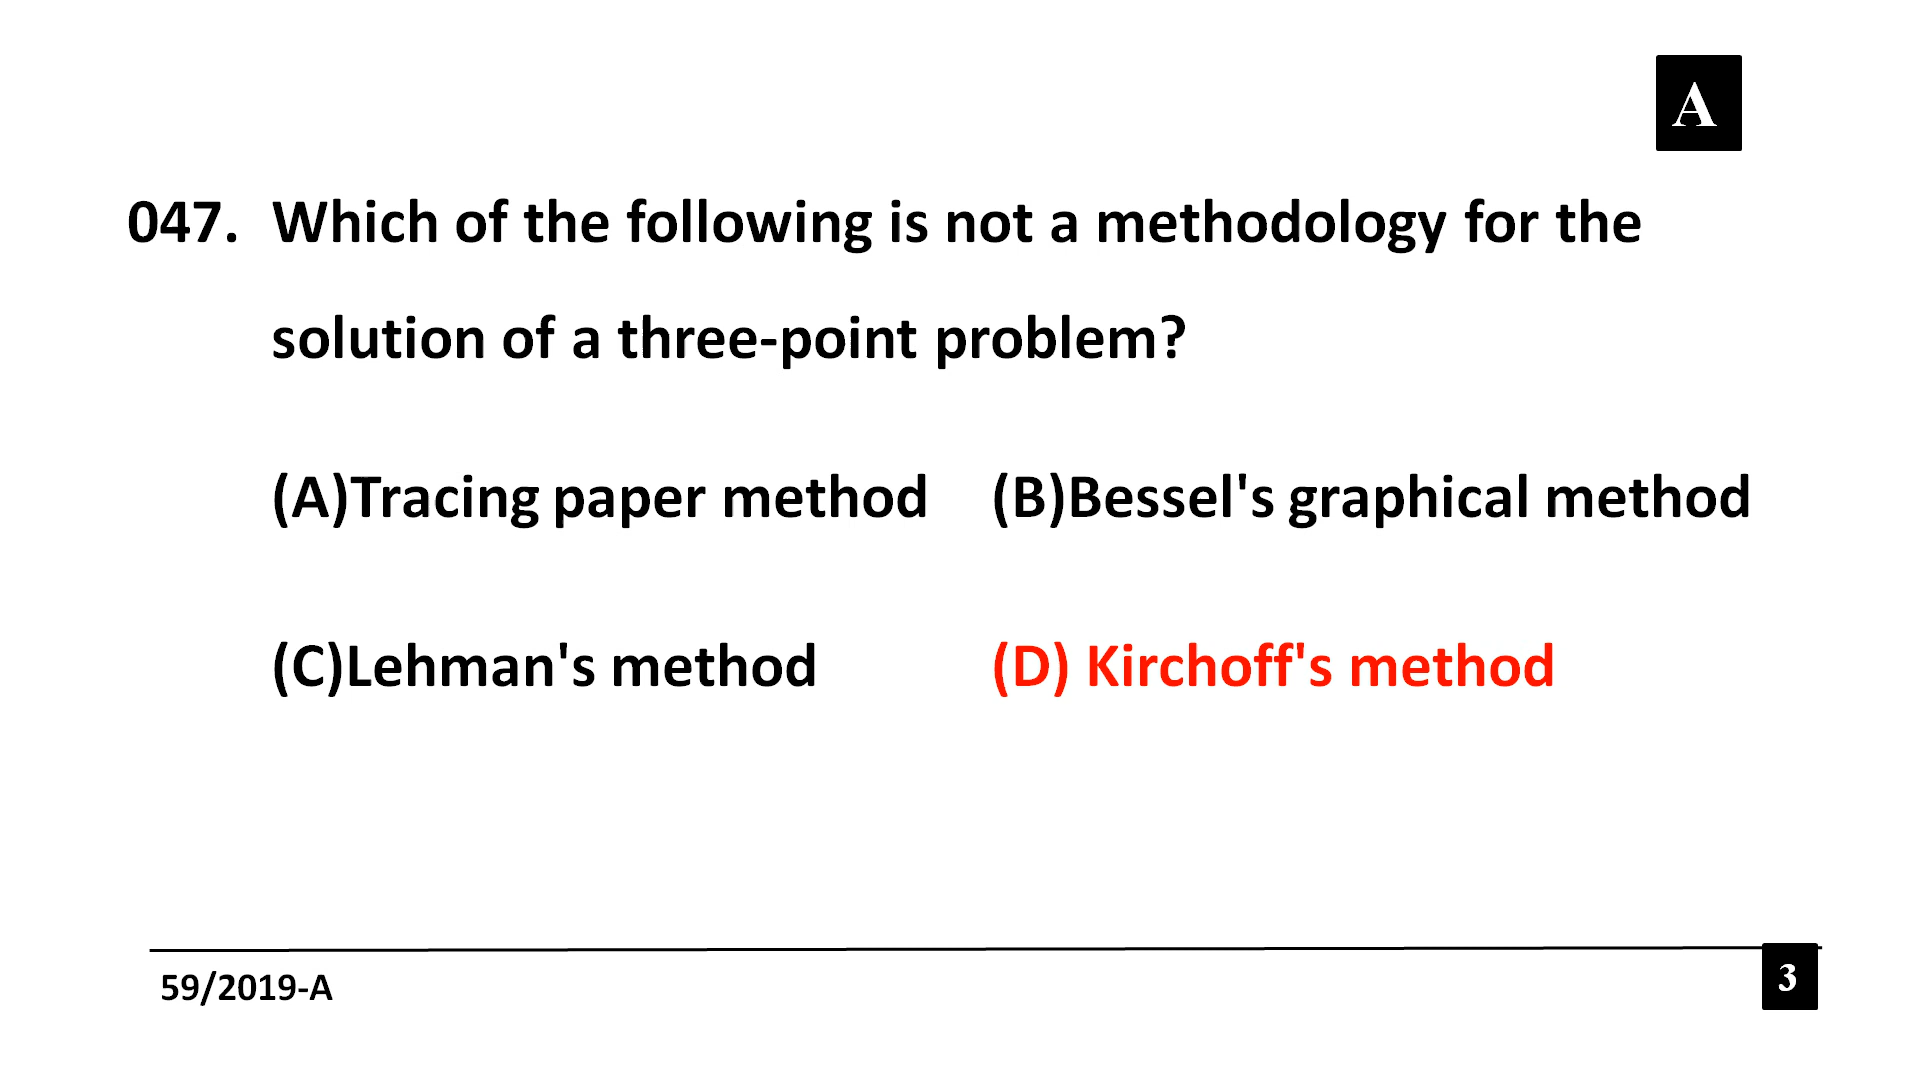 A
047. Which of the following is not a methodology for the
solution of a three-point problem?
(A)Tracing paper method (B)Bessel's graphical method
(C)Lehman's method (D) Kirchoff's method
59/2019-A
3